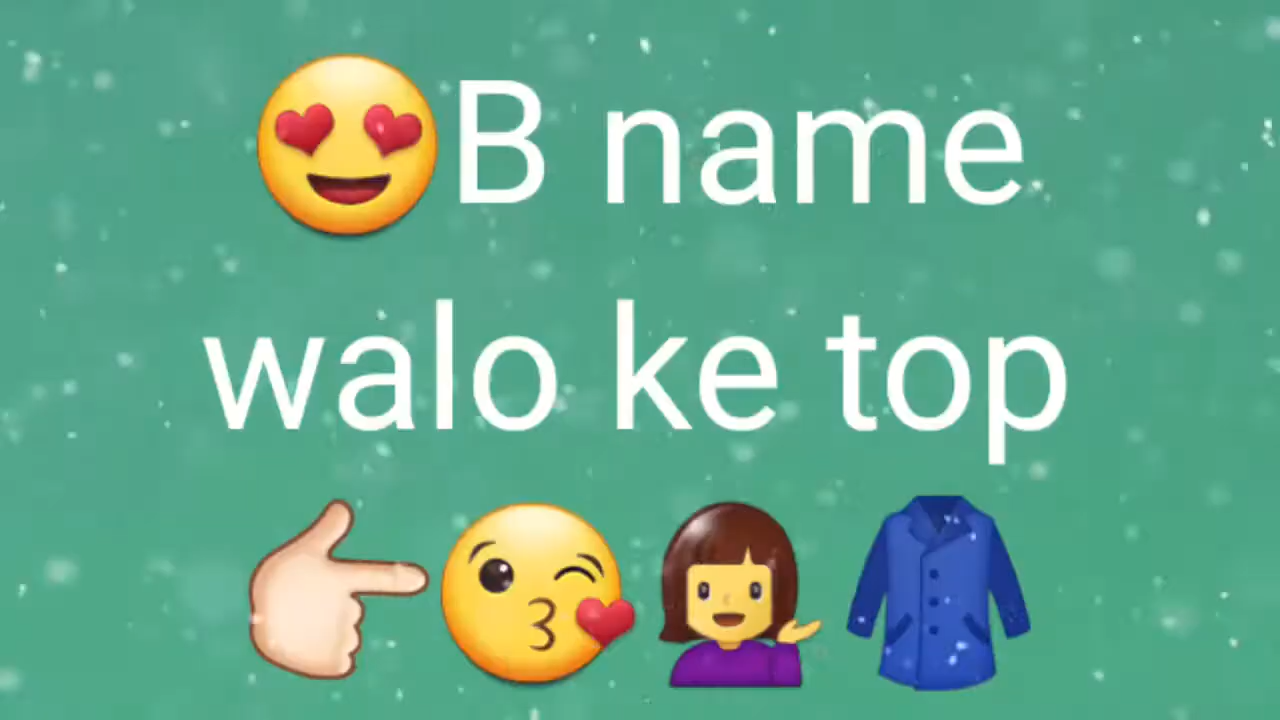 😍B name
walo ke top
👉😘💁🧥